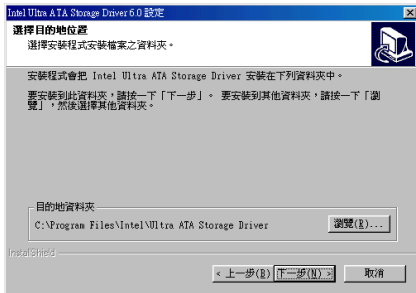 Intel Ultra ATA Storage Driver 6.0 設定
選擇目的地位置
選擇安裝程式安裝檔案之資料夾。
安裝程式會把 Intel Ultra ATA Storage Driver 安裝在下列資料夾中。
要安裝到此資料夾，請按一下「下一步」。 要安裝到其他資料夾，請按一下「瀏
覽」，然後選擇其他資料夾。
目的地資料夾
C:\Program Files\Intel\Ultra ATA Storage Driver
瀏覽(R)...
InstallShield
< 上一步(B)
下一步(N) >
取消